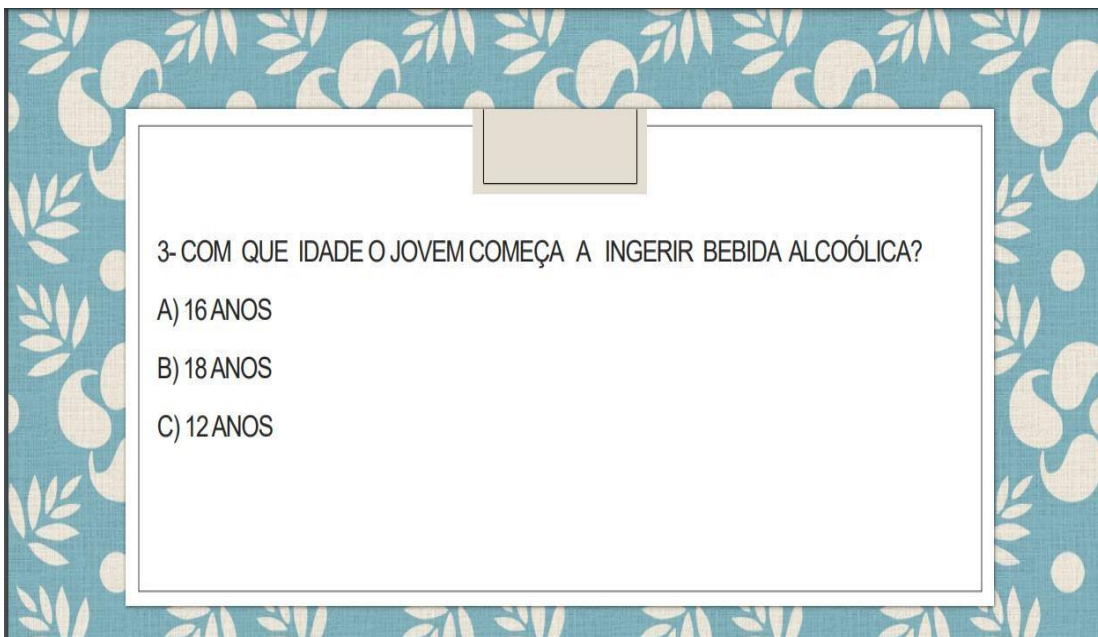 3- COM QUE IDADE O JOVEM COMEÇA A INGERIR BEBIDA ALCOÓLICA?
A) 16 ANOS
B) 18 ANOS
C) 12 ANOS